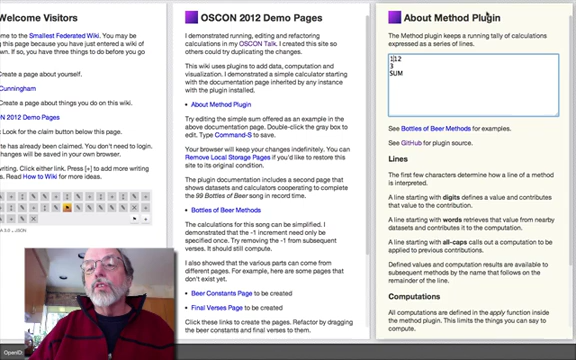 Welcome Visitors
me to the Smallest Federated Wiki. You may be
g this page because you have just entered a wiki of
n. If so, you have three things to do before you go
Create a page about yourself.
Cunningham
Create a page about things you do on this wiki.
N 2012 Demo Pages
Look for the claim button below this page.
site has already been claimed. You don't need to login.
hanges will be saved in your own browser.
writing. Click either link. Press [+] to add more writing
s. Read How to Wiki for more ideas.
OpenID:
OSCON 2012 Demo Pages
I demonstrated running, editing and refactoring
calculations in my OSCON Talk. I created this site so
others could try duplicating my changes.
This wiki uses plugins to add data, computation and
visualization. I demonstrated a simple calculator starting
with the documentation page inherited by any instance
with the plugin installed.
• About Method Plugin
Try editing the simple sum offered as an example in the
above documentation page. Double-click the gray box to
edit. Type Command-S to save.
Your browser will keep your changes indefinitely. You can
Remove Local Storage Pages if you'd like to restore this
site to its original condition.
The plugin documentation includes a second page that
shows datasets and calculators cooperating to complete
the 99 Bottles of Beer song in record time.
• Bottles of Beer Methods
The calculations for this song can be simplified, I
demonstrated that the -1 increment need only be
specified once. Try removing the -1 from subsequent
verses. It should still compute.
I also showed that the various parts can come from
different pages. For example, here are some pages that
don't exist yet.
• Beer Constants Page to be created
• Final Verses Page to be created
Click these links to create the pages. Refactor by dragging
the beer constants and final verses to them.
About Method Plugin
The Method plugin keeps a running tally of calculations
expressed as a series of lines.
112
3
SUM
See Bottles of Beer Methods for examples.
See GitHub for plugin source.
Lines
The first few characters determine how a line of a method
is interpreted.
A line starting with digits defines a value and contributes
that value to the contribution.
A line starting with words retrieves that value from nearby
datasets and contributes it to the computation.
A line starting with all-caps calls out a computation to be
applied to previous contributions.
Defined values and computation results are available to
subsequent methods by the name that follows on the
remainder of the line.
Computations
All computations are defined in the apply function inside
the method plugin. This limits the things you can say to
compute.